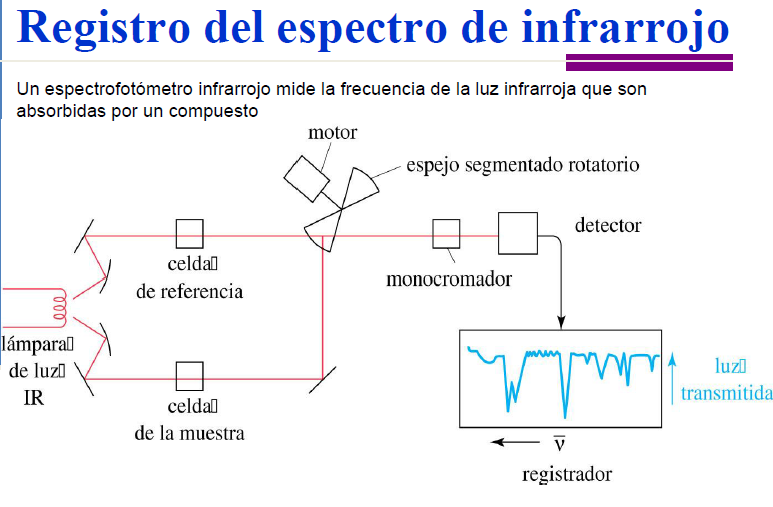 Registro del espectro de infrarrojo
Un espectrofotómetro infrarrojo mide la frecuencia de la luz infrarroja que son
absorbidas por un compuesto
motor
espejo segmentado rotatorio
detector
celda▯
de referencia
monocromador
lámpara▯
de luz▯
IR
celda▯
de la muestra
luz▯
transmitida
ν̅
registrador